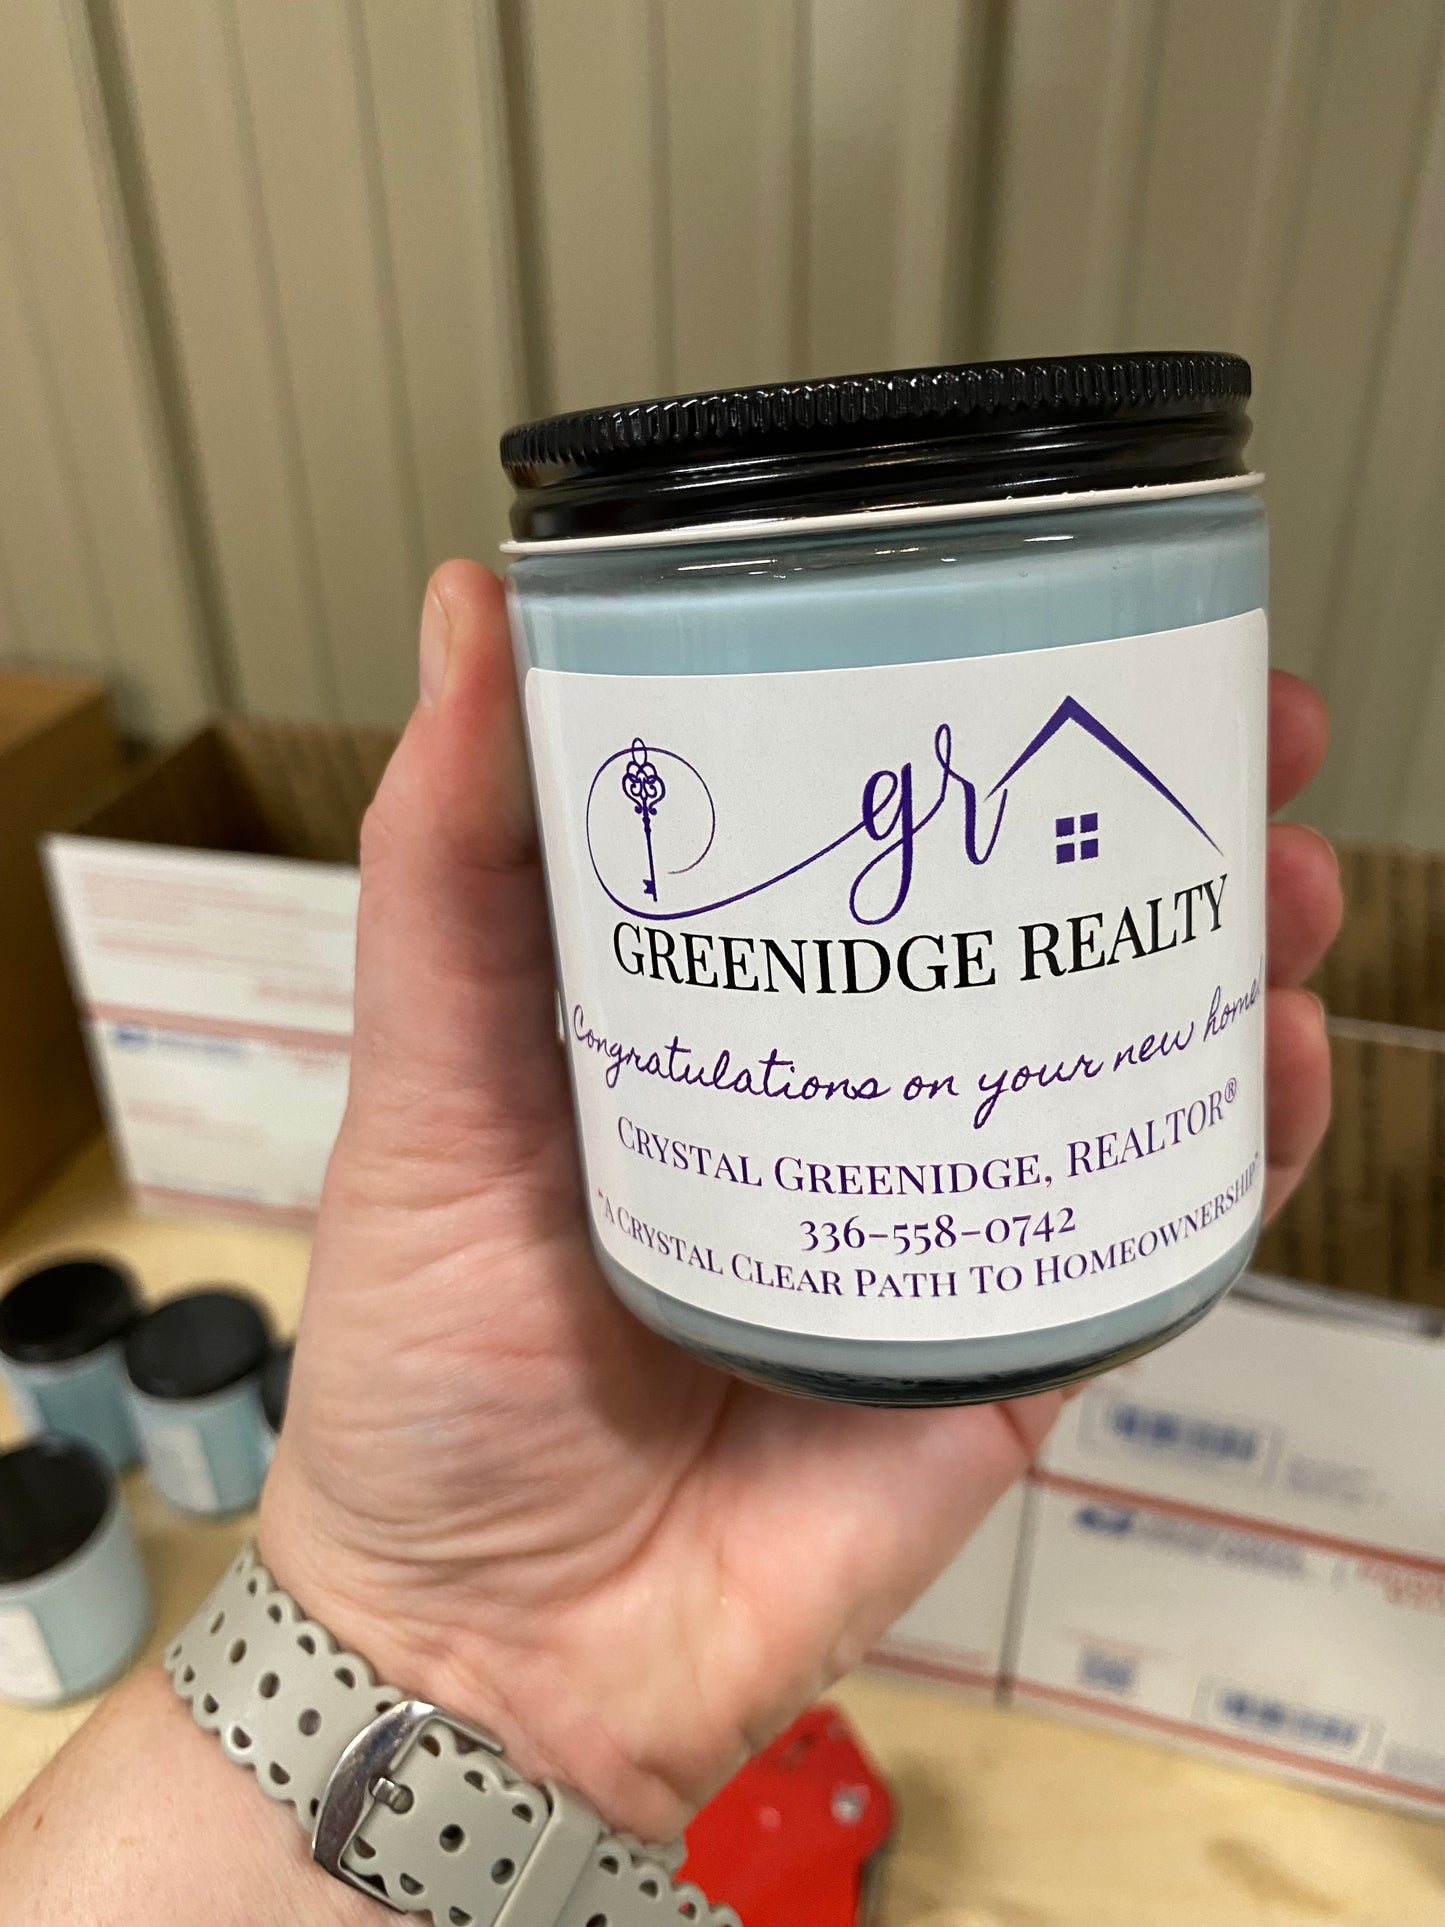 gr
GREENIDGE REALTY
Congratulations on your new home!
CRYSTAL GREENIDGE, REALTOR®
336-558-0742
"A CRYSTAL CLEAR PATH TO HOMEOWNERSHIP"